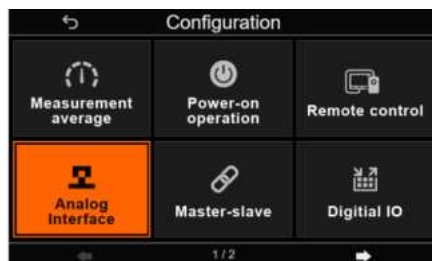 Configuration
Measurement
average
Power-on
operation
Remote control
Analog
Interface
Master-slave
Digitial IO
1/2